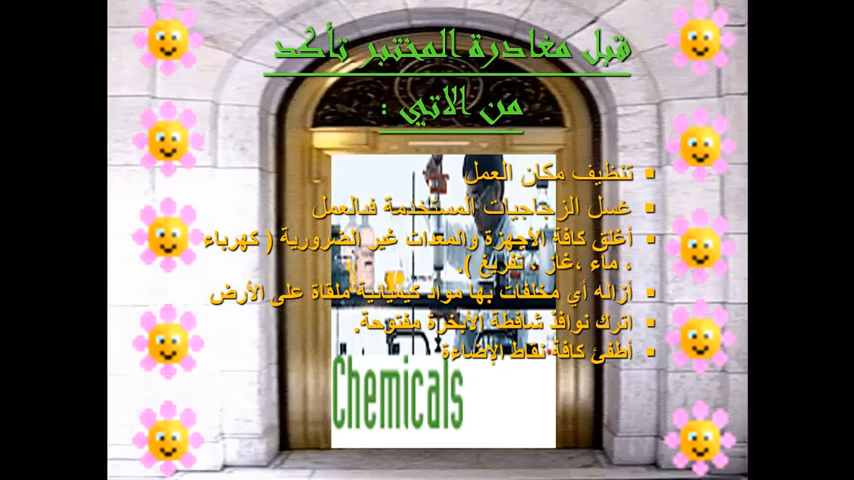 قبل مغادرة المختبر تأكد
من الاتي :
▪ تنظيف مكان العمل
▪ غسل الزجاجيات المستخدمة فىالعمل
▪ أغلق كافة الأجهزة والمعدات غير الضرورية ( كهرباء
، ماء ،غاز ، تفريغ ).
▪ أزاله أي مخلفات بها مواد كيميائية ملقاة على الأرض
▪ اترك نوافذ شافطة الأبخرة مفتوحة.
▪ أطفئ كافة نقاط الإضاءة
Chemicals